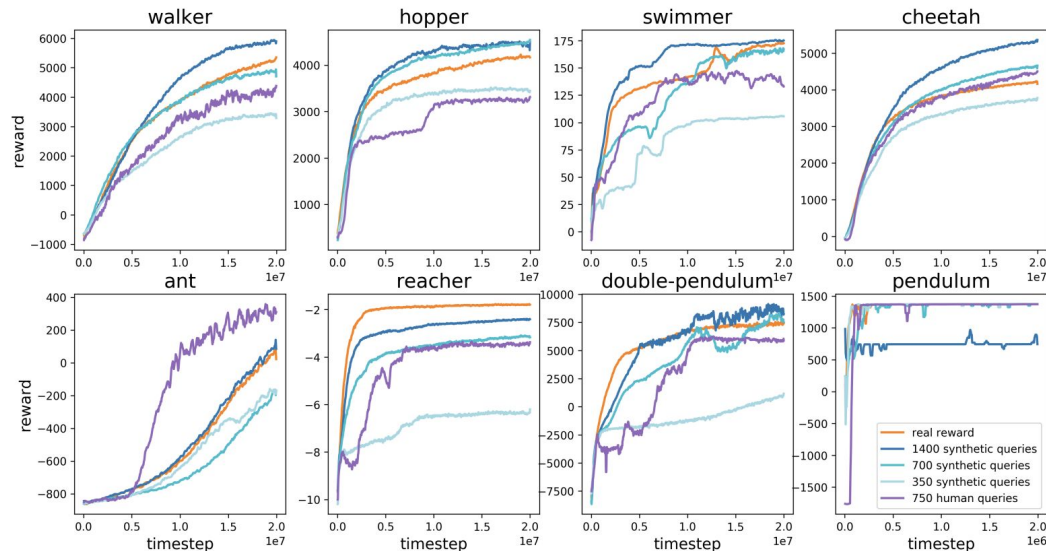 walker
hopper
swimmer
cheetah
reward
6000
5000
4000
3000
2000
1000
0
−1000
4000
3000
2000
1000
175
150
125
100
75
50
25
0
5000
4000
3000
2000
1000
0
0.0 0.5 1.0 1.5 2.0
1e7
0.0 0.5 1.0 1.5 2.0
1e7
0.0 0.5 1.0 1.5 2.0
1e7
0.0 0.5 1.0 1.5 2.0
1e7
ant
reacher
double-pendulum
pendulum
reward
400
200
0
−200
−400
−600
−800
−2
−4
−6
−8
−10
10000
7500
5000
2500
0
2500
5000
7500
1500
1000
500
0
−500
−1000
−1500
real reward
1400 synthetic queries
700 synthetic queries
350 synthetic queries
750 human queries
0.0 0.5 1.0 1.5 2.0
timestep 1e7
0.0 0.5 1.0 1.5 2.0
timestep 1e7
0.0 0.5 1.0 1.5 2.0
timestep 1e7
0.0 0.5 1.0 1.5 2.0
timestep 1e6